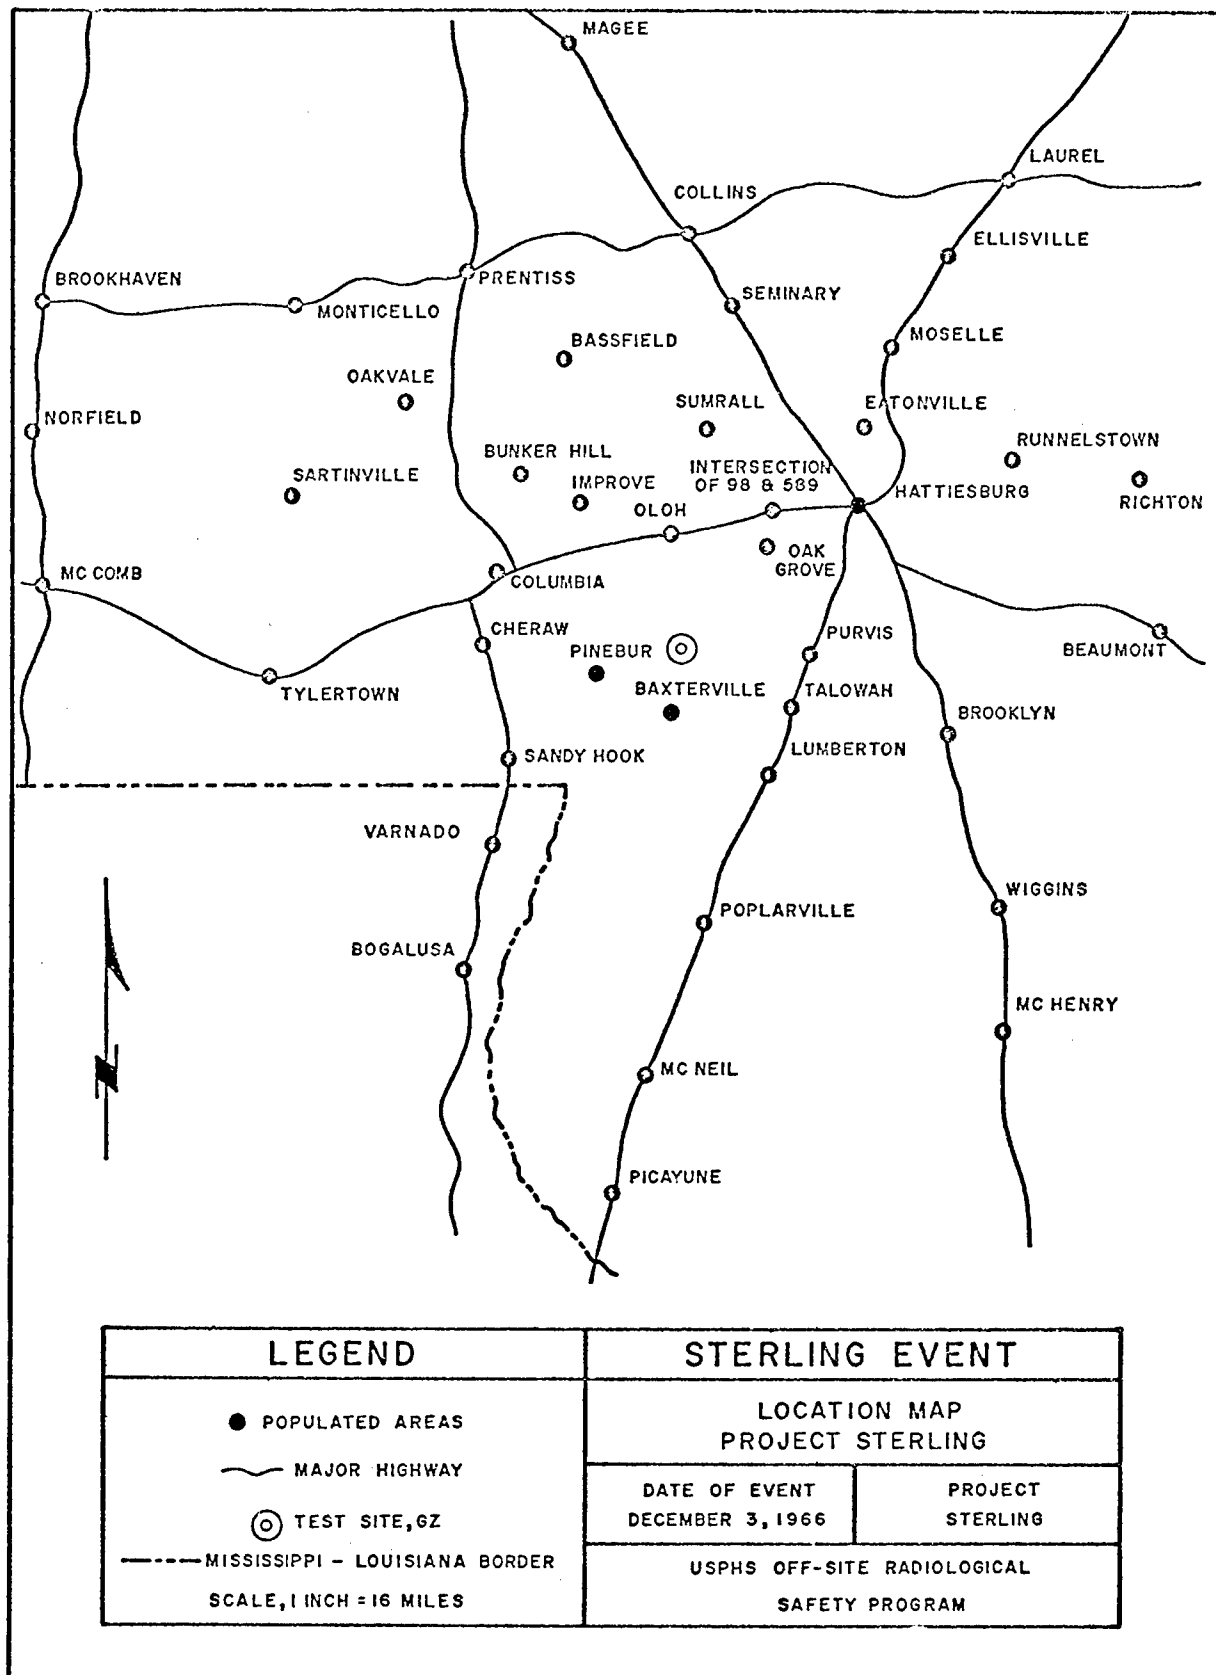 MAGEE
LAUREL
COLLINS
ELLISVILLE
BROOKHAVEN
PRENTISS
MONTICELLO
SEMINARY
BASSFIELD
MOSELLE
OAKVALE
NORFIELD
SUMRALL
EATONVILLE
RUNNELSTOWN
BUNKER HILL
INTERSECTION
OF 98 & 589
SARTINVILLE
IMPROVE
HATTIESBURG
RICHTON
OLOH
OAK
GROVE
MC COMB
COLUMBIA
CHERAW
PURVIS
BEAUMONT
PINEBUR
TYLERTOWN
BAXTERVILLE
TALOWAH
BROOKLYN
SANDY HOOK
LUMBERTON
VARNADO
WIGGINS
POPLARVILLE
BOGALUSA
MC HENRY
N
MC NEIL
PICAYUNE
LEGEND
POPULATED AREAS
MAJOR HIGHWAY
TEST SITE, GZ
MISSISSIPPI - LOUISIANA BORDER
SCALE, 1 INCH = 16 MILES
STERLING EVENT
LOCATION MAP
PROJECT STERLING
DATE OF EVENT
DECEMBER 3, 1966
PROJECT
STERLING
USPHS OFF-SITE RADIOLOGICAL
SAFETY PROGRAM